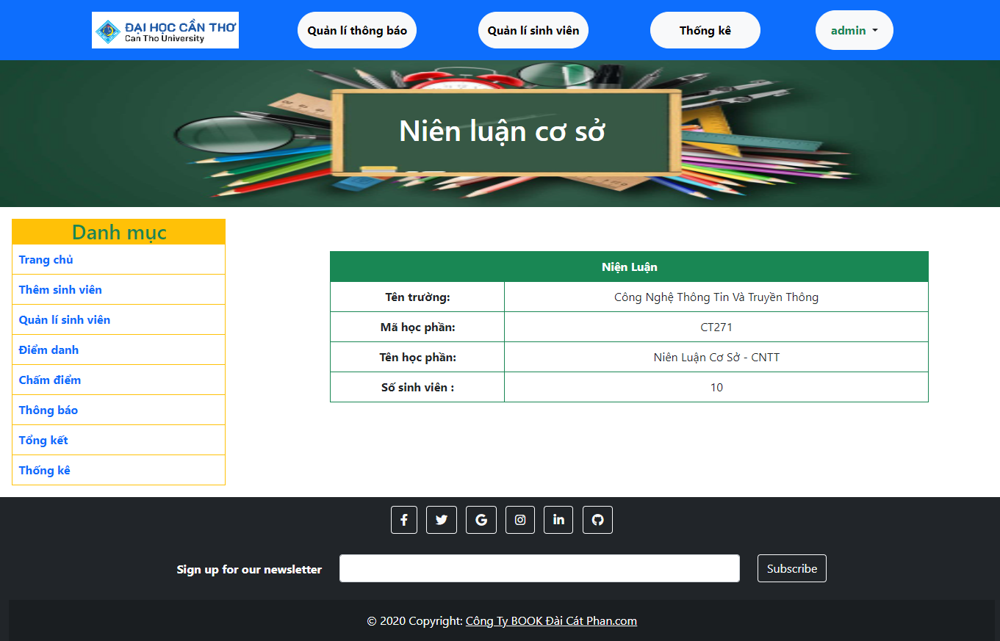 ĐẠI HỌC CẦN THƠ
Can Tho University
Quản lí thông báo
Quản lí sinh viên
Thống kê
admin
Niên luận cơ sở
Danh mục
Trang chủ
Thêm sinh viên
Quản lí sinh viên
Điểm danh
Chấm điểm
Thông báo
Tổng kết
Thống kê
Niện Luận
Tên trường: Công Nghệ Thông Tin Và Truyền Thông
Mã học phần: CT271
Tên học phần: Niên Luận Cơ Sở - CNTT
Số sinh viên : 10
Sign up for our newsletter
Subscribe
© 2020 Copyright: Công Ty BOOK Đài Cát Phan.com